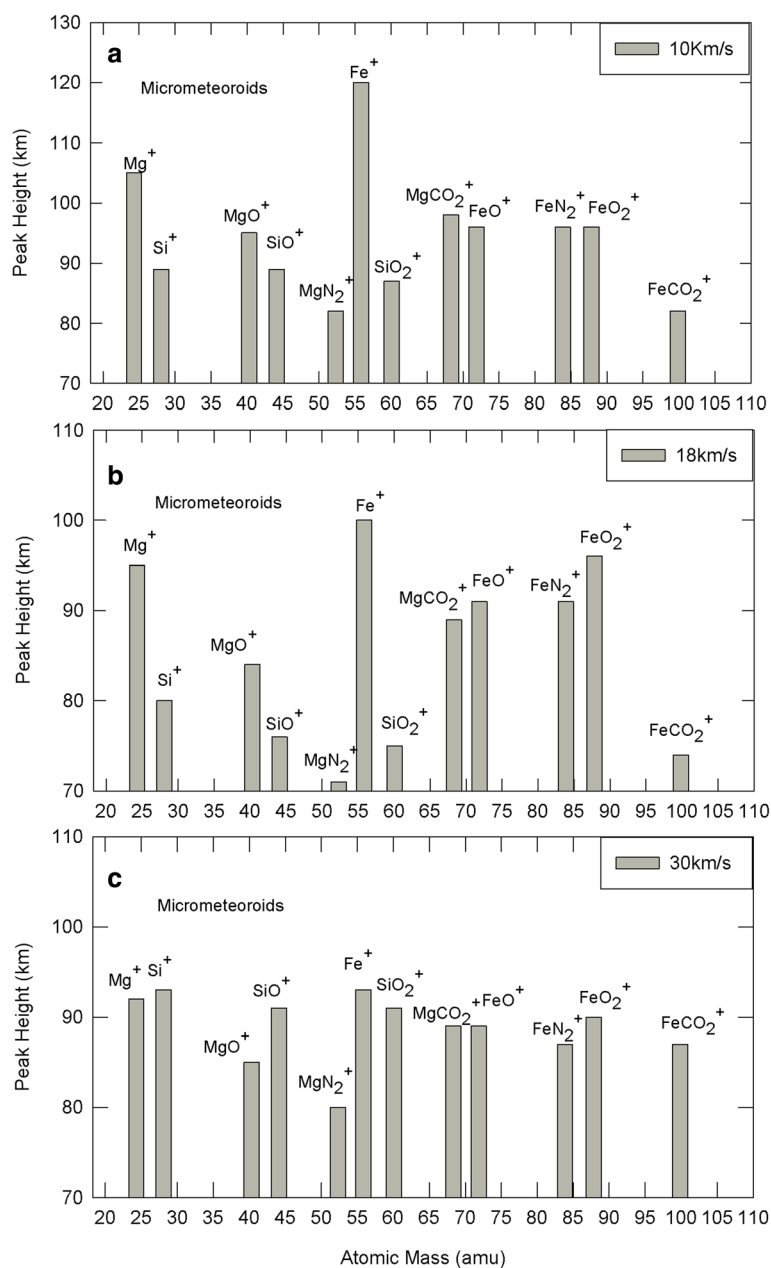 a
10Km/s
Micrometeoroids
Peak Height (km)
130
120
110
100
90
80
70
Mg+
Si+
MgO+
SiO+
MgN2+
Fe+
SiO2+
MgCO2+
FeO+
FeN2+
FeO2+
FeCO2+
20 25 30 35 40 45 50 55 60 65 70 75 80 85 90 95 100 105 110
b
18km/s
Micrometeoroids
Peak Height (km)
110
100
90
80
70
Mg+
Si+
MgO+
SiO+
MgN2+
Fe+
SiO2+
MgCO2+
FeO+
FeN2+
FeO2+
FeCO2+
20 25 30 35 40 45 50 55 60 65 70 75 80 85 90 95 100 105 110
c
30km/s
Micrometeoroids
Peak Height (km)
110
100
90
80
70
Mg+
Si+
MgO+
SiO+
MgN2+
Fe+
SiO2+
MgCO2+
FeO+
FeN2+
FeO2+
FeCO2+
20 25 30 35 40 45 50 55 60 65 70 75 80 85 90 95 100 105 110
Atomic Mass (amu)